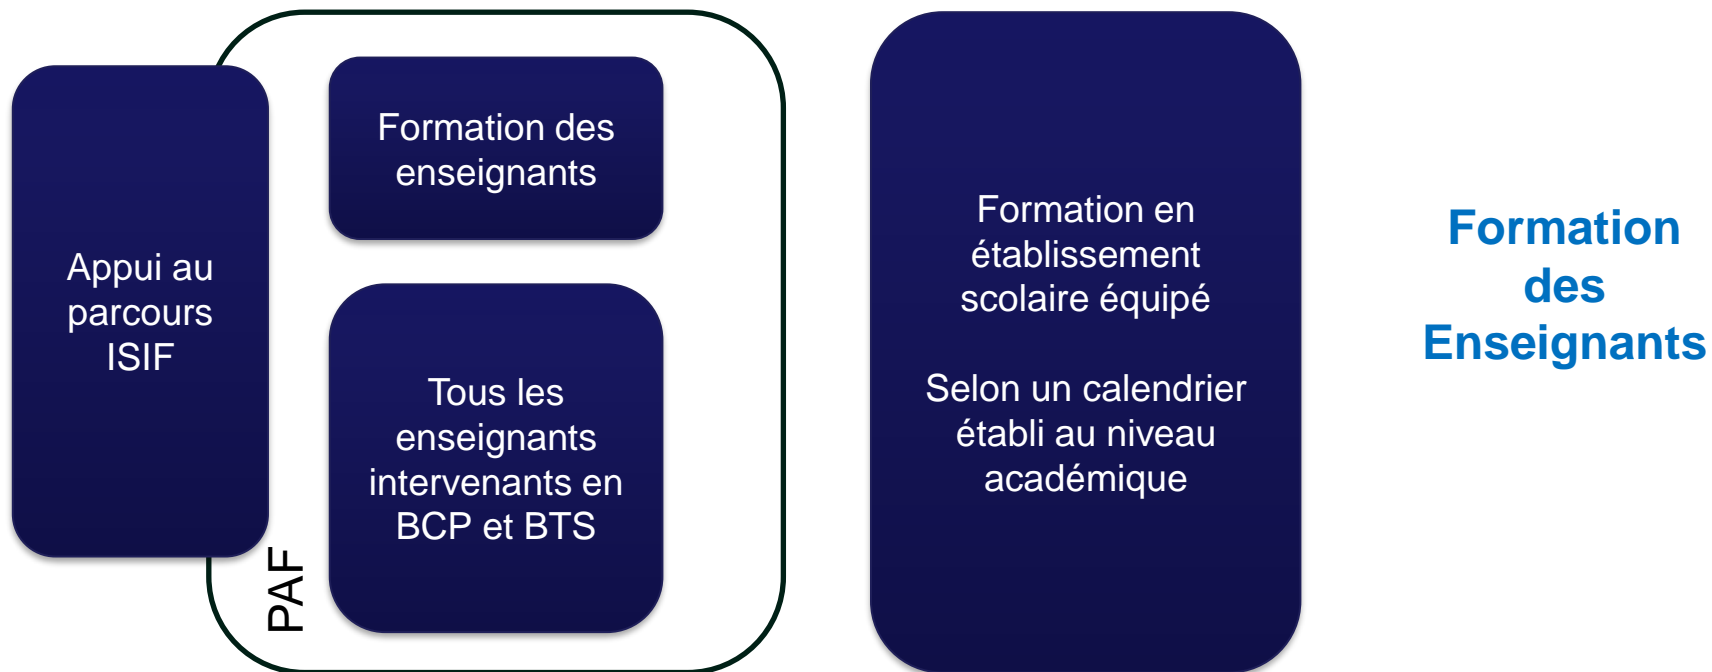 Appui au
parcours
ISIF
PAF
Formation des
enseignants
Tous les
enseignants
intervenants en
BCP et BTS
Formation en
établissement
scolaire équipé
Selon un calendrier
établi au niveau
académique
Formation
des
Enseignants